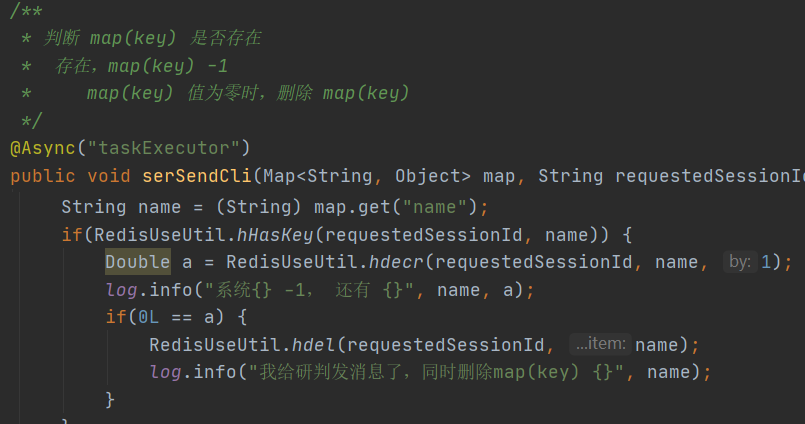 /**
* 判断 map(key) 是否存在
*  存在，map(key) -1
*     map(key) 值为零时，删除 map(key)
*/
@Async("taskExecutor")
public void serSendCli(Map<String, Object> map, String requestedSessionI
String name = (String) map.get("name");
if(RedisUseUtil.hHasKey(requestedSessionId, name)) {
Double a = RedisUseUtil.hdecr(requestedSessionId, name, by: 1);
log.info("系统{} -1， 还有 {}", name, a);
if(0L == a) {
RedisUseUtil.hdel(requestedSessionId, ...item: name);
log.info("我给研判发消息了，同时删除map(key) {}", name);
}